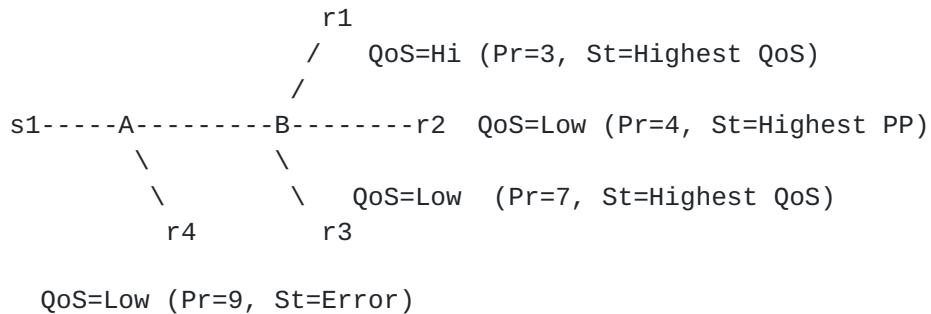 r1
/ QoS=Hi (Pr=3, St=Highest QoS)
/
s1-----A---------B--------r2 QoS=Low (Pr=4, St=Highest PP)
\ \
\ \ QoS=Low (Pr=7, St=Highest QoS)
r4 r3
QoS=Low (Pr=9, St=Error)